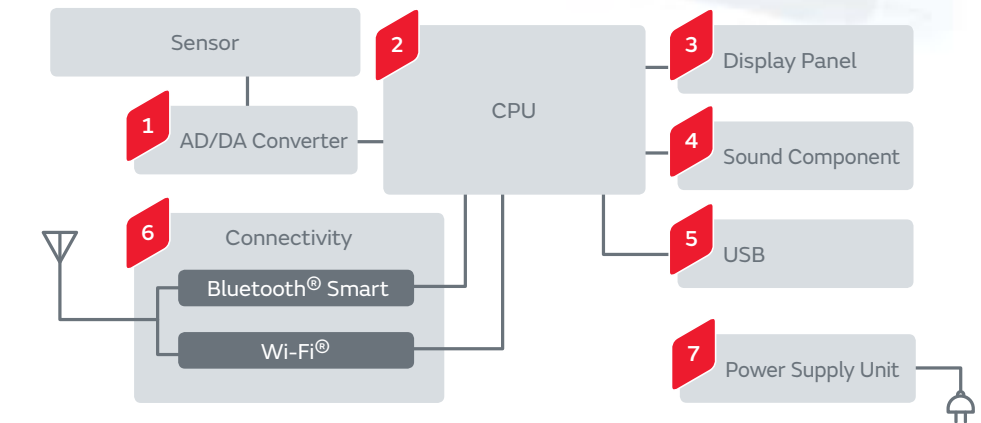 Sensor
1
AD/DA Converter
2
CPU
3
Display Panel
4
Sound Component
5
USB
6
Connectivity
Bluetooth® Smart
Wi-Fi®
7
Power Supply Unit